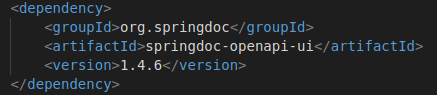 <dependency>
<groupId>org.springdoc</groupId>
<artifactId>springdoc-openapi-ui</artifactId>
<version>1.4.6</version>
</dependency>